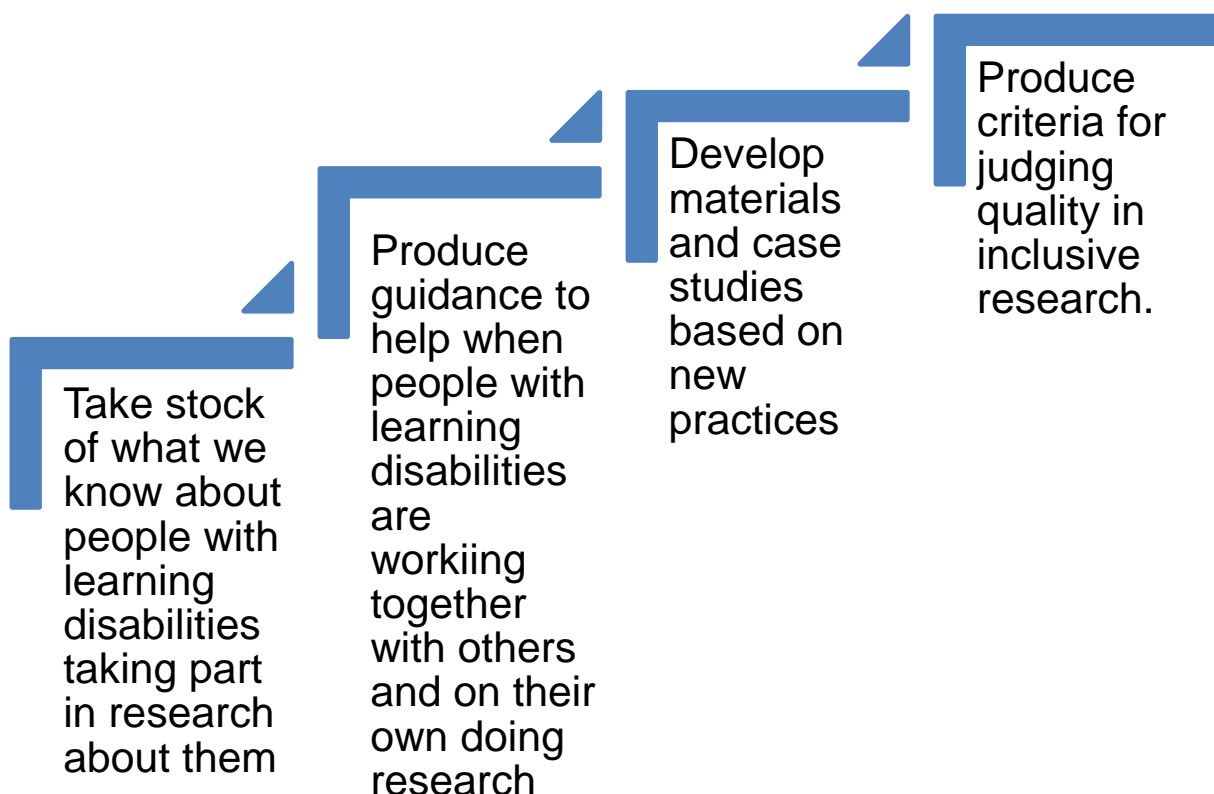 Take stock
of what we
know about
people with
learning
disabilities
taking part
in research
about them
Produce
guidance to
help when
people with
learning
disabilities
are
workiing
together
with others
and on their
own doing
research
Develop
materials
and case
studies
based on
new
practices
Produce
criteria for
judging
quality in
inclusive
research.